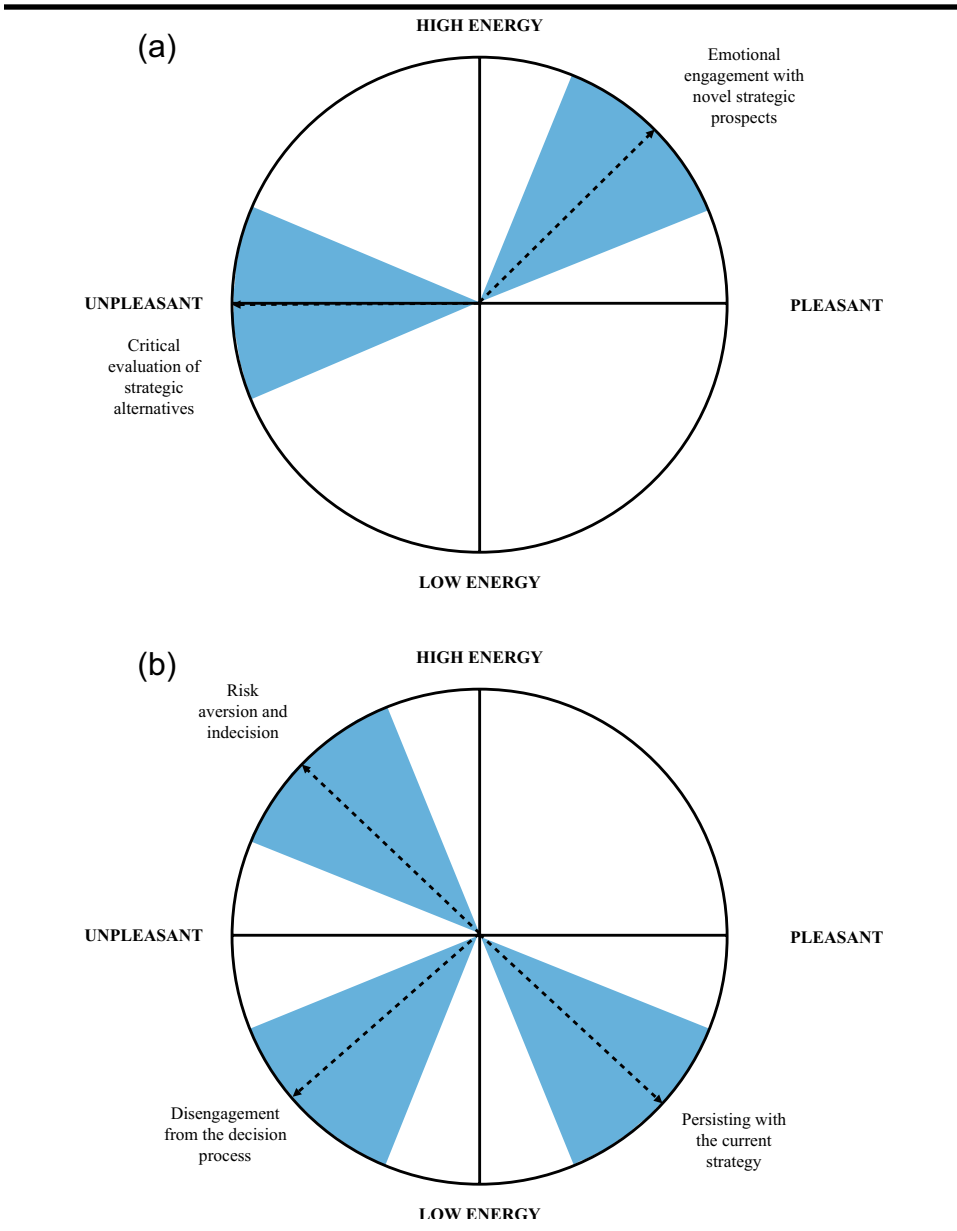 (a)
HIGH ENERGY
Emotional
engagement with
novel strategic
prospects
UNPLEASANT
PLEASANT
Critical
evaluation of
strategic
alternatives
LOW ENERGY
(b)
HIGH ENERGY
Risk
aversion and
indecision
UNPLEASANT
PLEASANT
Disengagement
from the decision
process
Persisting with
the current
strategy
LOW ENERGY